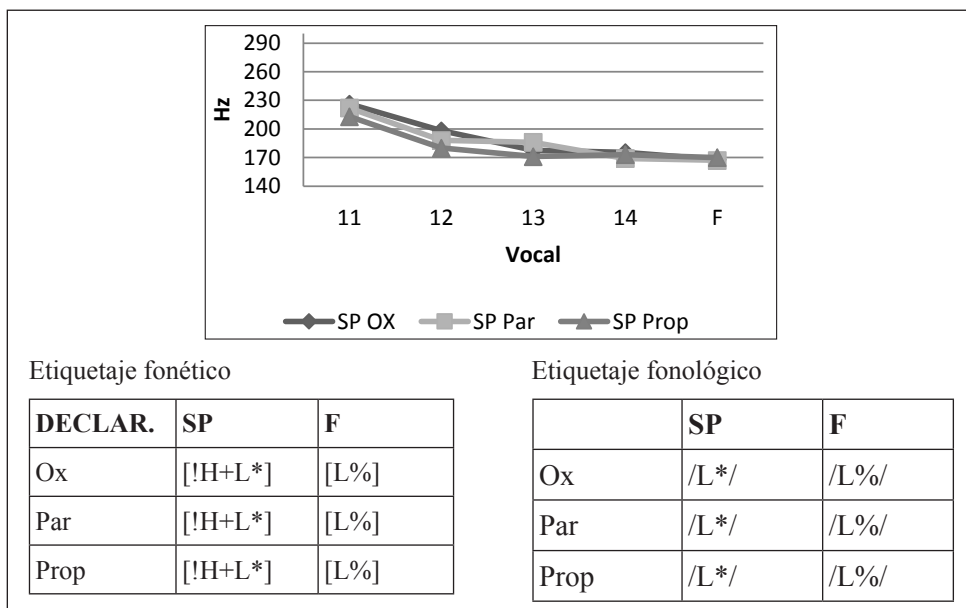 290
260
230
200
170
140
Hz
11 12 13 14 F
Vocal
SP OX SP Par SP Prop
Etiquetaje fonético
DECLAR. SP F
Ox [!H+L*] [L%]
Par [!H+L*] [L%]
Prop [!H+L*] [L%]
Etiquetaje fonológico
SP F
Ox /L*/ /L%/
Par /L*/ /L%/
Prop /L*/ /L%/